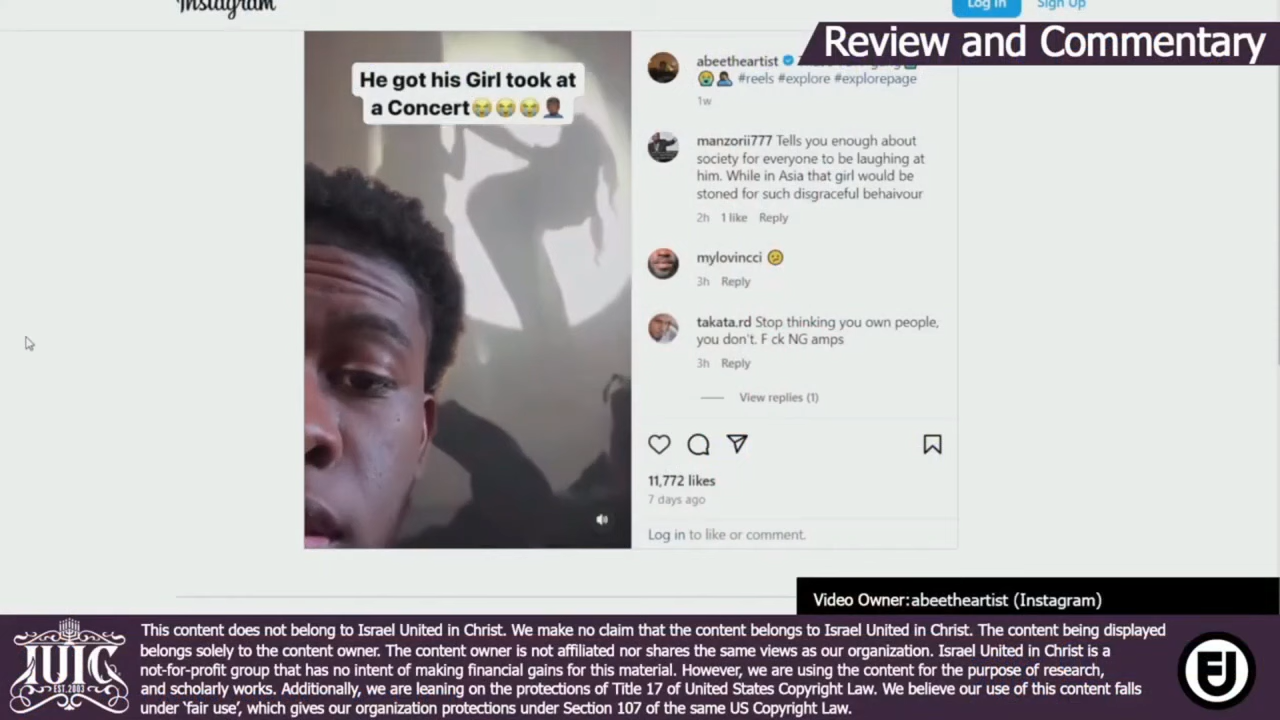 Instagram
Log In
Sign Up
Review and Commentary
He got his Girl took at
a Concert😭😭😭🤦🏾‍♂️
abeetheartist
😭🤦🏾‍♂️ #reels #explore #explorepage
1w
manzorii777 Tells you enough about
society for everyone to be laughing at
him. While in Asia that girl would be
stoned for such disgraceful behaivour
2h 1 like Reply
mylovincci 🫤
3h Reply
takata.rd Stop thinking you own people,
you don't. F ck NG amps
3h Reply
View replies (1)
11,772 likes
7 days ago
Log in to like or comment.
Video Owner: abeetheartist (Instagram)
IUIC
EST.2003
This content does not belong to Israel United in Christ. We make no claim that the content belongs to Israel United in Christ. The content being displayed
belongs solely to the content owner. The content owner is not affiliated nor shares the same views as our organization. Israel United in Christ is a
not-for-profit group that has no intent of making financial gains for this material. However, we are using the content for the purpose of research,
and scholarly works. Additionally, we are leaning on the protections of Title 17 of United States Copyright Law. We believe our use of this content falls
under 'fair use', which gives our organization protections under Section 107 of the same US Copyright Law.